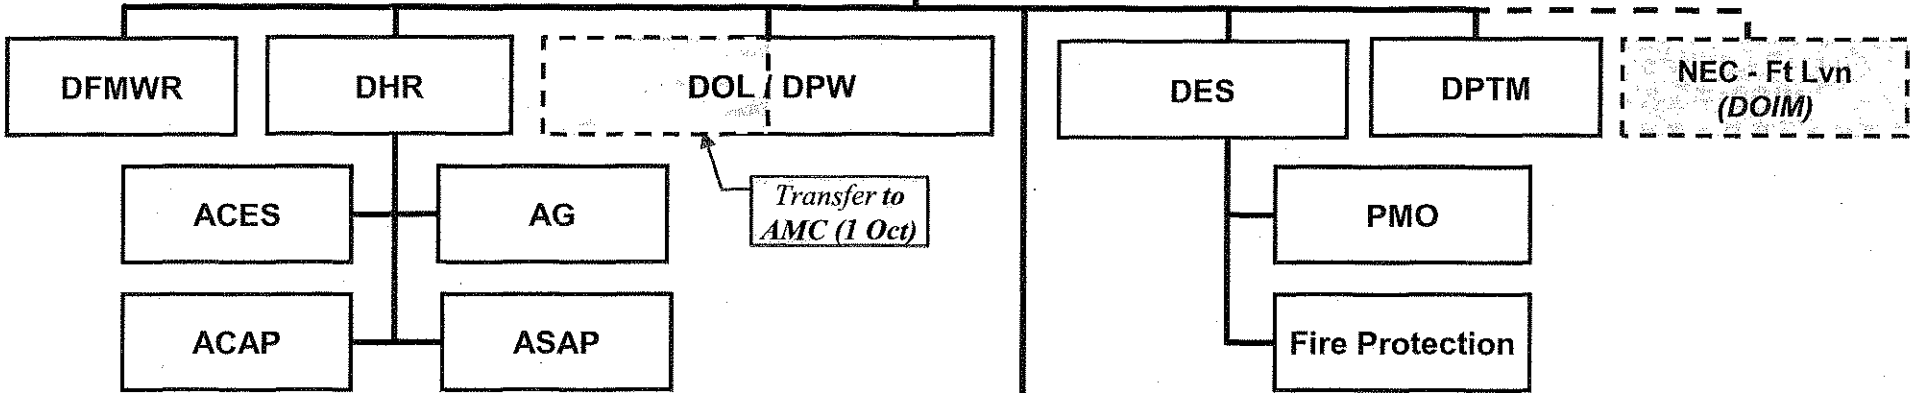 DFMWR
DHR
DOL / DPW
DES
DPTM
NEC - Ft Lvn
(DOIM)
ACES
AG
Transfer to
AMC (1 Oct)
PMO
ACAP
ASAP
Fire Protection